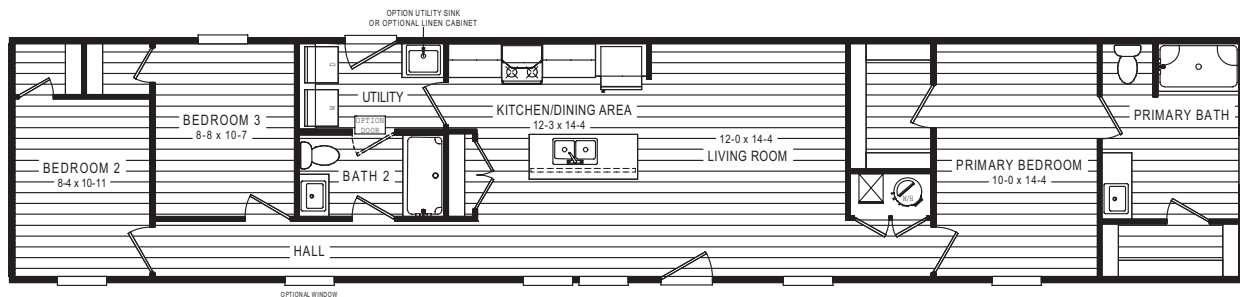 OPTION UTILITY SINK
OR OPTIONAL LINEN CABINET
D
W
UTILITY
OPTION
DOOR
BEDROOM 3
8-8 x 10-7
BEDROOM 2
8-4 x 10-11
BATH 2
KITCHEN/DINING AREA
12-3 x 14-4
12-0 x 14-4
LIVING ROOM
W/H
PRIMARY BEDROOM
10-0 x 14-4
PRIMARY BATH
HALL
OPTIONAL WINDOW